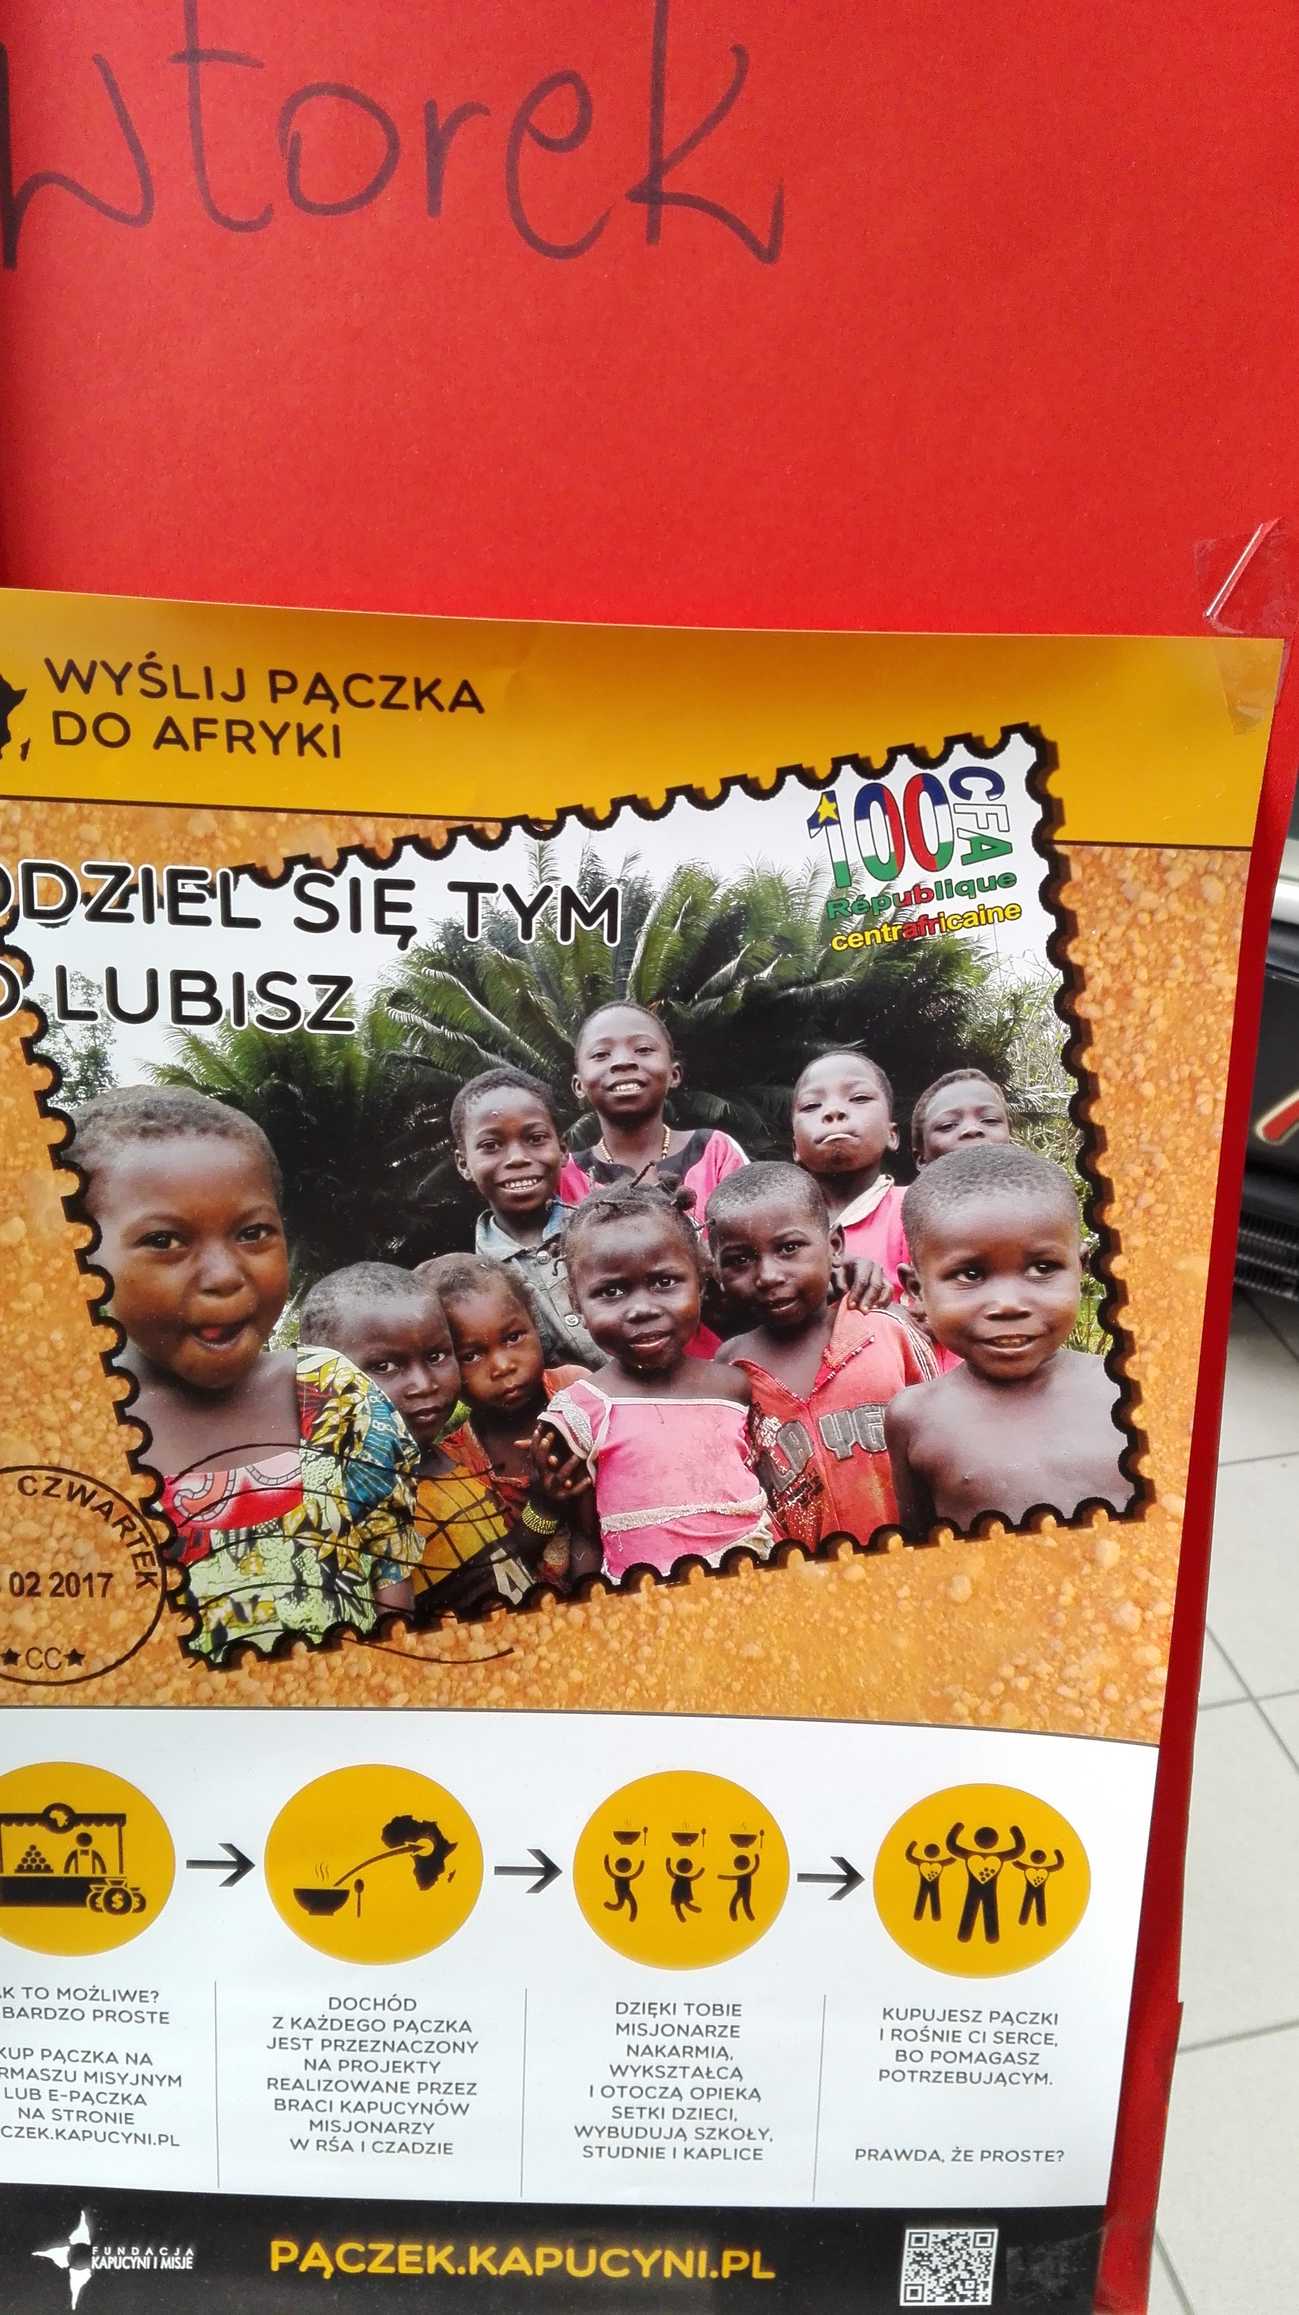 wtorek
WYŚLIJ PĄCZKA
DO AFRYKI
100 CFA
République
centrafricaine
ODZIEL SIĘ TYM
O LUBISZ
CZWARTEK
02 2017
★CC★
LA YE
AK TO MOŻLIWE?
BARDZO PROSTE
KUP PĄCZKA NA
RMASZU MISYJNYM
LUB E-PĄCZKA
NA STRONIE
CZEK.KAPUCYNI.PL
DOCHÓD
Z KAŻDEGO PĄCZKA
JEST PRZEZNACZONY
NA PROJEKTY
REALIZOWANE PRZEZ
BRACI KAPUCYNÓW
MISJONARZY
W RŚA I CZADZIE
DZIĘKI TOBIE
MISJONARZE
NAKARMIĄ,
WYKSZTAŁCĄ
I OTOCZĄ OPIEKĄ
SETKI DZIECI,
WYBUDUJĄ SZKOŁY,
STUDNIE I KAPLICE
KUPUJESZ PĄCZKI
I ROŚNIE CI SERCE,
BO POMAGASZ
POTRZEBUJĄCYM.
PRAWDA, ŻE PROSTE?
FUNDACJA
KAPUCYNI I MISJE
PĄCZEK.KAPUCYNI.PL